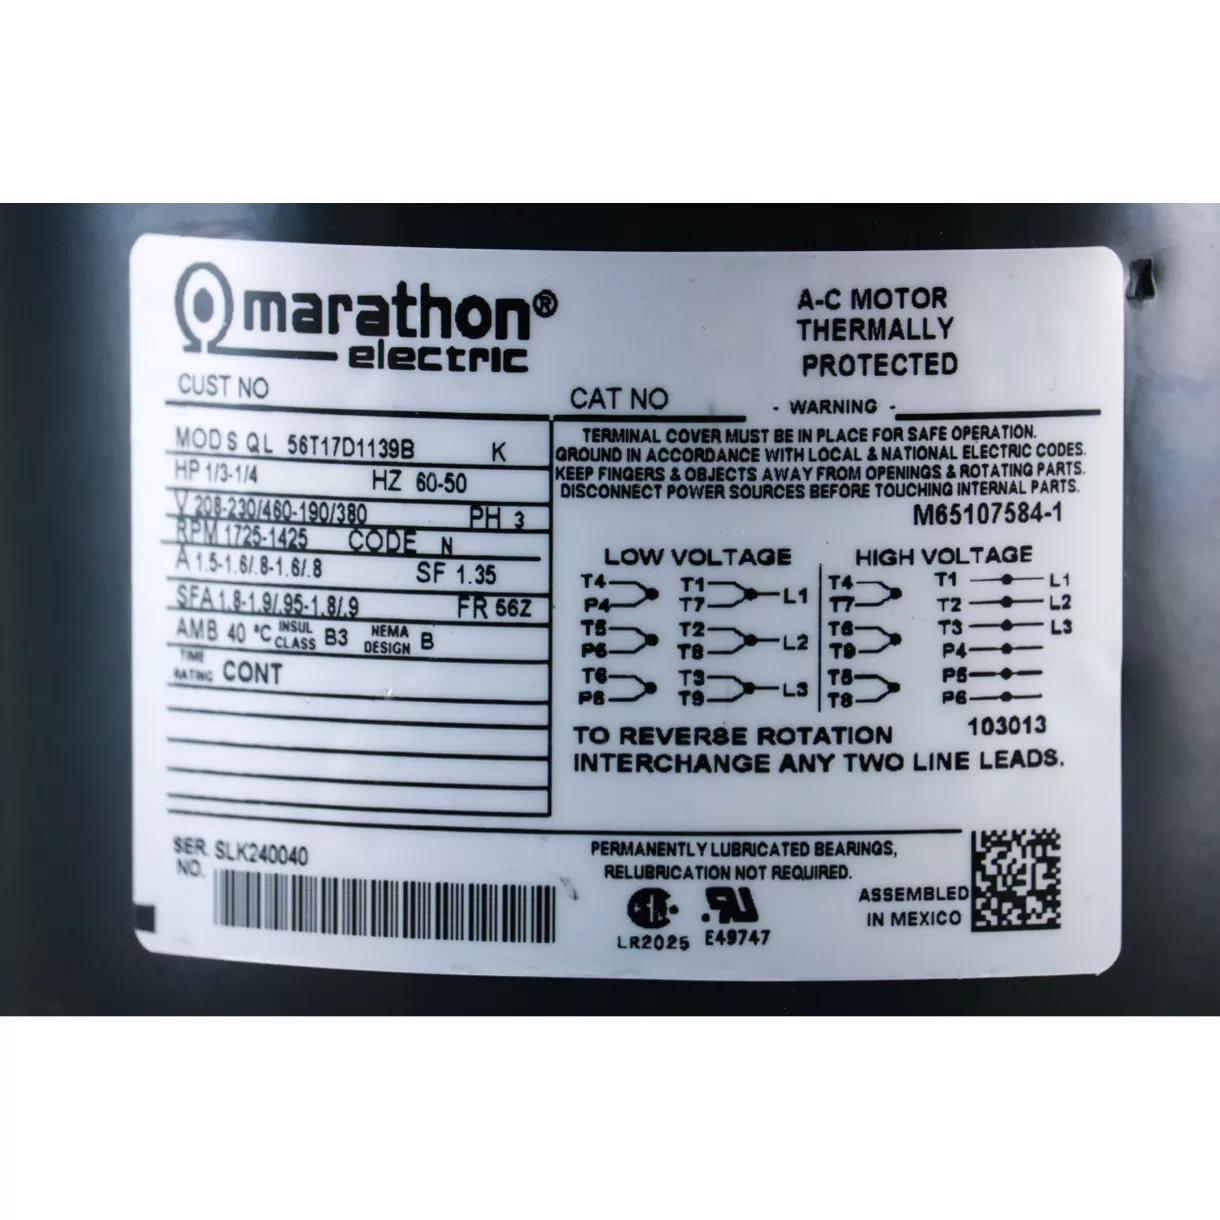 marathon®
electric
A-C MOTOR
THERMALLY
PROTECTED
CUST NO
CAT NO
MOD S QL 56T17D1139B K
HP 1/3-1/4 HZ 60-50
V 208-230/460-190/380 PH 3
RPM 1725-1425 CODE N
A 1.5-1.6/.8-1.6/.8 SF 1.35
SFA 1.8-1.9/.95-1.8/.9 FR 56Z
AMB 40 °C INSUL CLASS B3 NEMA DESIGN B
TIME RATING CONT
- WARNING -
TERMINAL COVER MUST BE IN PLACE FOR SAFE OPERATION.
GROUND IN ACCORDANCE WITH LOCAL & NATIONAL ELECTRIC CODES.
KEEP FINGERS & OBJECTS AWAY FROM OPENINGS & ROTATING PARTS.
DISCONNECT POWER SOURCES BEFORE TOUCHING INTERNAL PARTS.
M65107584-1
LOW VOLTAGE HIGH VOLTAGE
T4 T1 L1 T4 T1 L1
P4 T7 T7 T2 L2
T5 T2 L2 T6 T3 L3
P5 T8 T9 P4
T6 T3 L3 T5 P5
P6 T9 T8 P6
103013
TO REVERSE ROTATION
INTERCHANGE ANY TWO LINE LEADS.
SER. NO. SLK240040
PERMANENTLY LUBRICATED BEARINGS,
RELUBRICATION NOT REQUIRED.
LR2025 E49747
ASSEMBLED
IN MEXICO